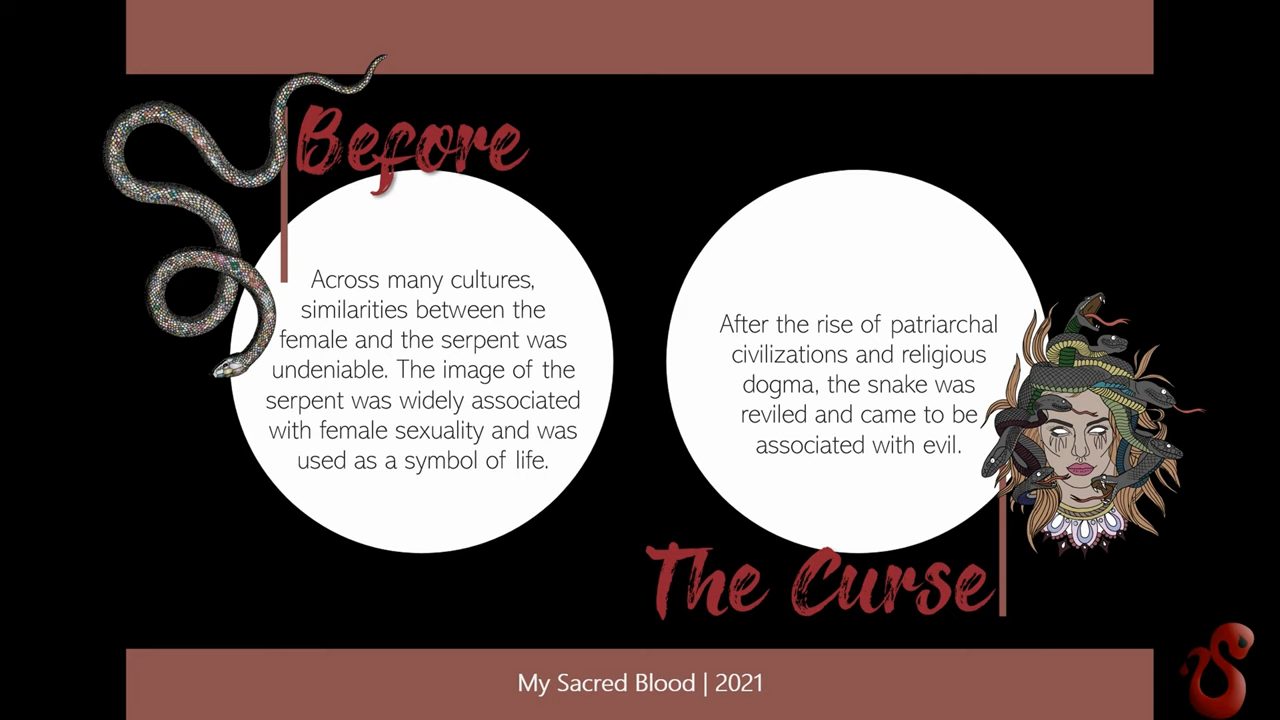 Before
Across many cultures,
similarities between the
female and the serpent was
undeniable. The image of the
serpent was widely associated
with female sexuality and was
used as a symbol of life.
After the rise of patriarchal
civilizations and religious
dogma, the snake was
reviled and came to be
associated with evil.
The Curse
My Sacred Blood | 2021